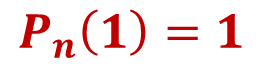 Pₙ(1) = 1